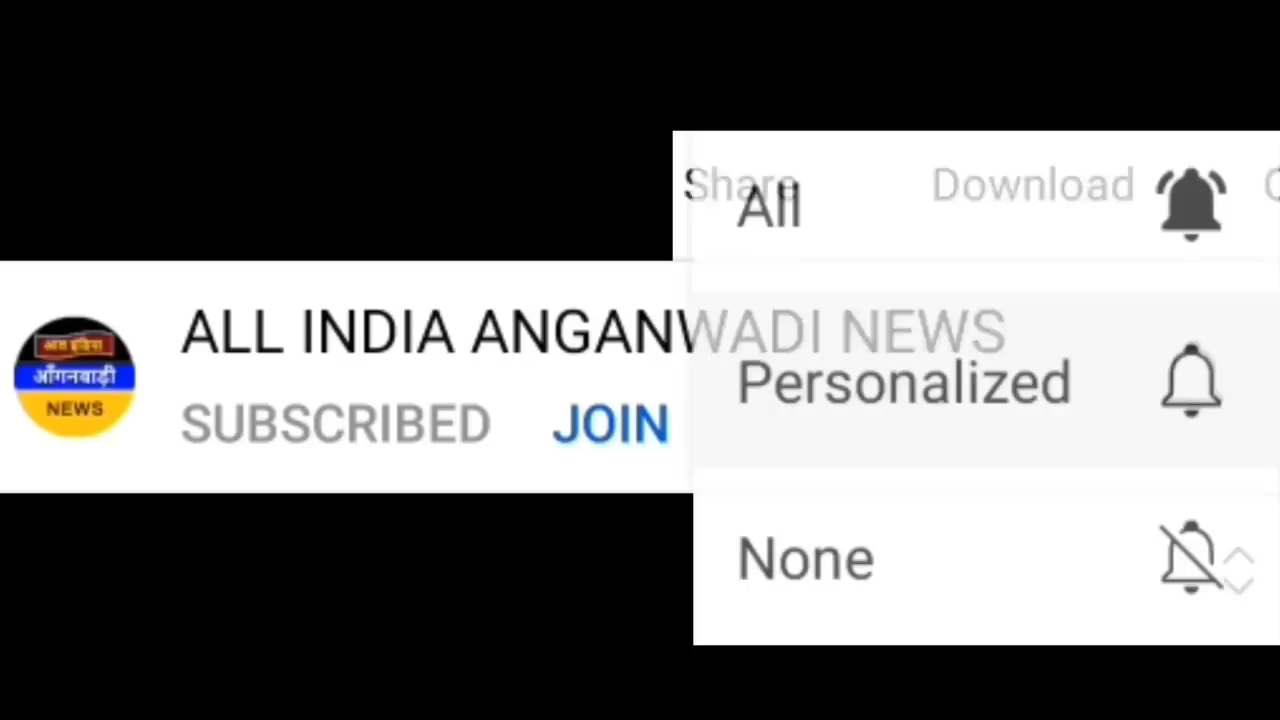 Share
Download
All
ALL INDIA ANGANWADI NEWS
Personalized
SUBSCRIBED
JOIN
आल इंडिया
आँगनबाड़ी
NEWS
None